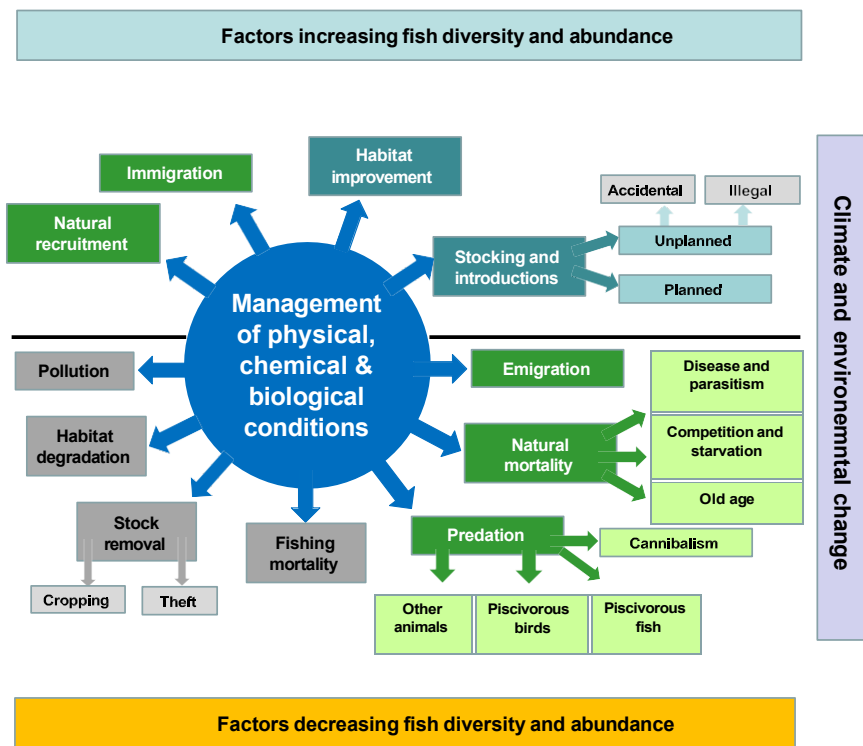 Factors increasing fish diversity and abundance
Immigration
Habitat
improvement
Natural
recruitment
Accidental
Illegal
Stocking and
introductions
Unplanned
Planned
Management
of physical,
chemical &
biological
conditions
Climate and environemntal change
Pollution
Habitat
degradation
Stock
removal
Cropping
Theft
Fishing
mortality
Emigration
Natural
mortality
Disease and
parasitism
Competition and
starvation
Old age
Predation
Cannibalism
Other
animals
Piscivorous
birds
Piscivorous
fish
Factors decreasing fish diversity and abundance